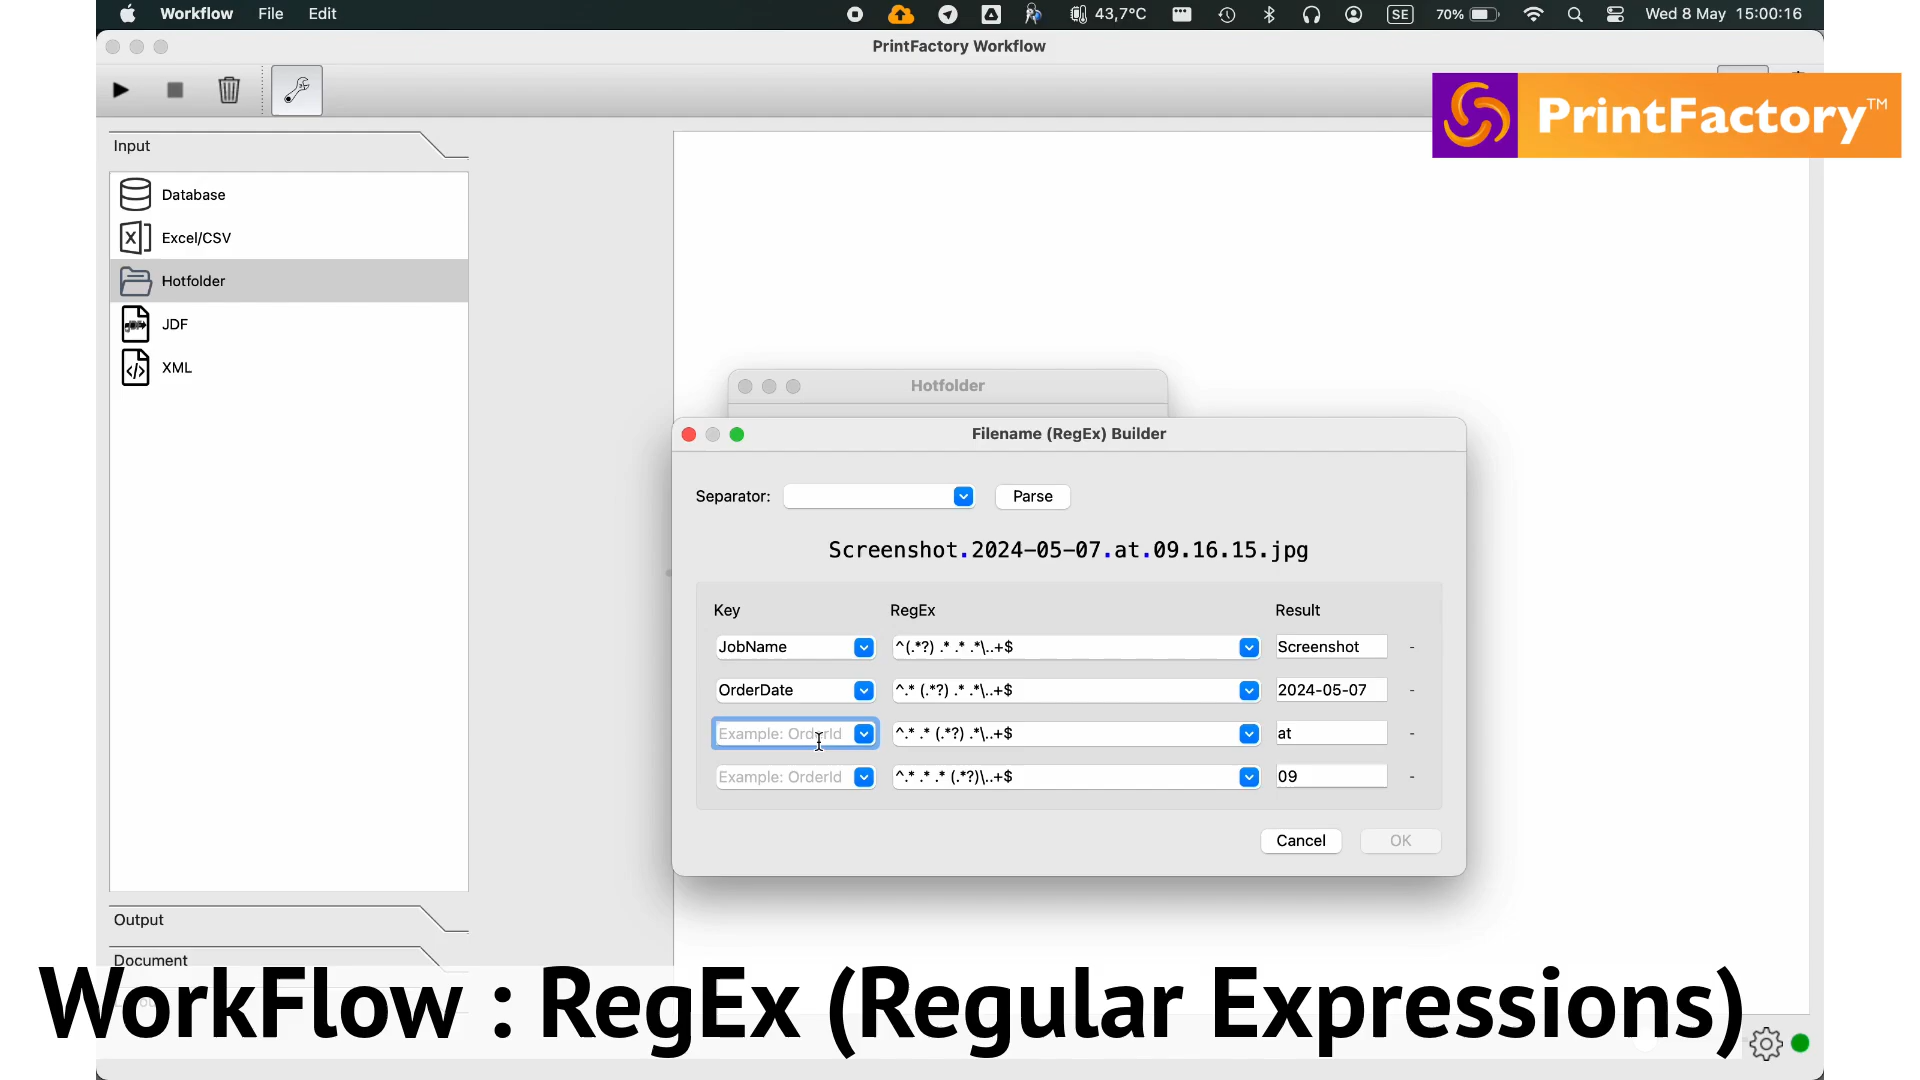 Workflow File Edit 43,7°C SE 70% Wed 8 May 15:00:16
PrintFactory Workflow
PrintFactory™
Input
Database
Excel/CSV
Hotfolder
JDF
XML
Hotfolder
Filename (RegEx) Builder
Separator: Parse
Screenshot.2024-05-07.at.09.16.15.jpg
Key RegEx Result
JobName ^(.*?) .* .* .*\..+$ Screenshot -
OrderDate ^.* (.*?) .* .*\..+$ 2024-05-07 -
Example: OrderId ^.* .* (.*?) .*\..+$ at -
Example: OrderId ^.* .* .* (.*?)\..+$ 09 -
Cancel OK
Output
Document
WorkFlow : RegEx (Regular Expressions)